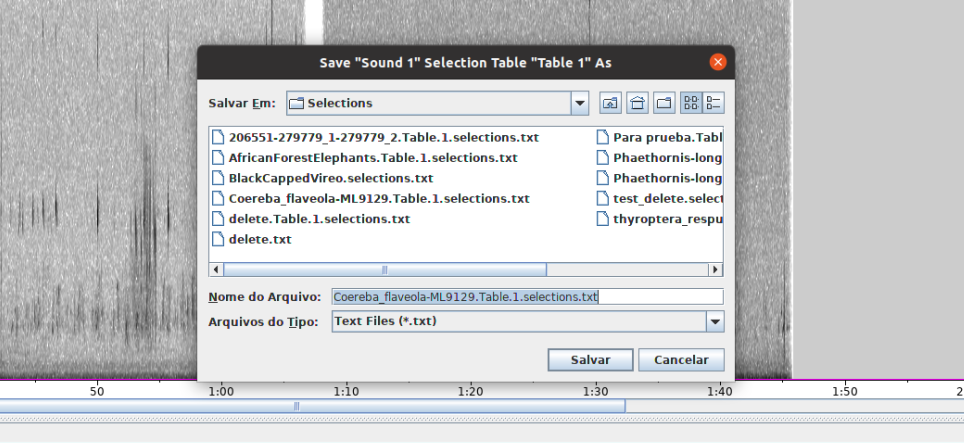 Save "Sound 1" Selection Table "Table 1" As
Salvar Em: Selections
206551-279779_1-279779_2.Table.1.selections.txt
AfricanForestElephants.Table.1.selections.txt
BlackCappedVireo.selections.txt
Coereba_flaveola-ML9129.Table.1.selections.txt
delete.Table.1.selections.txt
delete.txt
Para prueba.Tabl
Phaethornis-long
Phaethornis-long
test_delete.select
thyroptera_respu
Nome do Arquivo: Coereba_flaveola-ML9129.Table.1.selections.txt
Arquivos do Tipo: Text Files (*.txt)
Salvar Cancelar
50 1:00 1:10 1:20 1:30 1:40 1:50 2